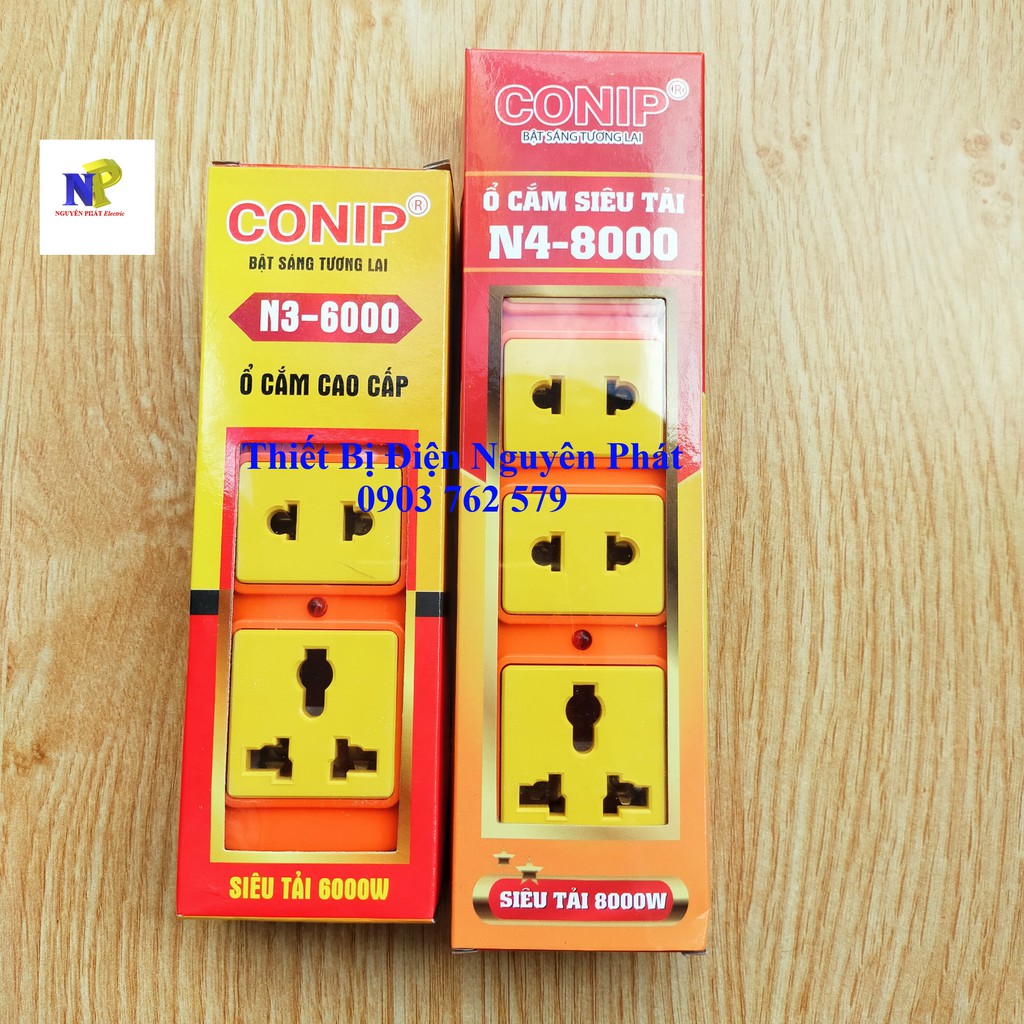 NP
NGUYÊN PHÁT Electric
CONIP®
BẬT SÁNG TƯƠNG LAI
N3-6000
Ổ CẮM CAO CẤP
SIÊU TẢI 6000W
CONIP®
BẬT SÁNG TƯƠNG LAI
Ổ CẮM SIÊU TẢI
N4-8000
SIÊU TẢI 8000W
Thiết Bị Điện Nguyên Phát
0903 762 579